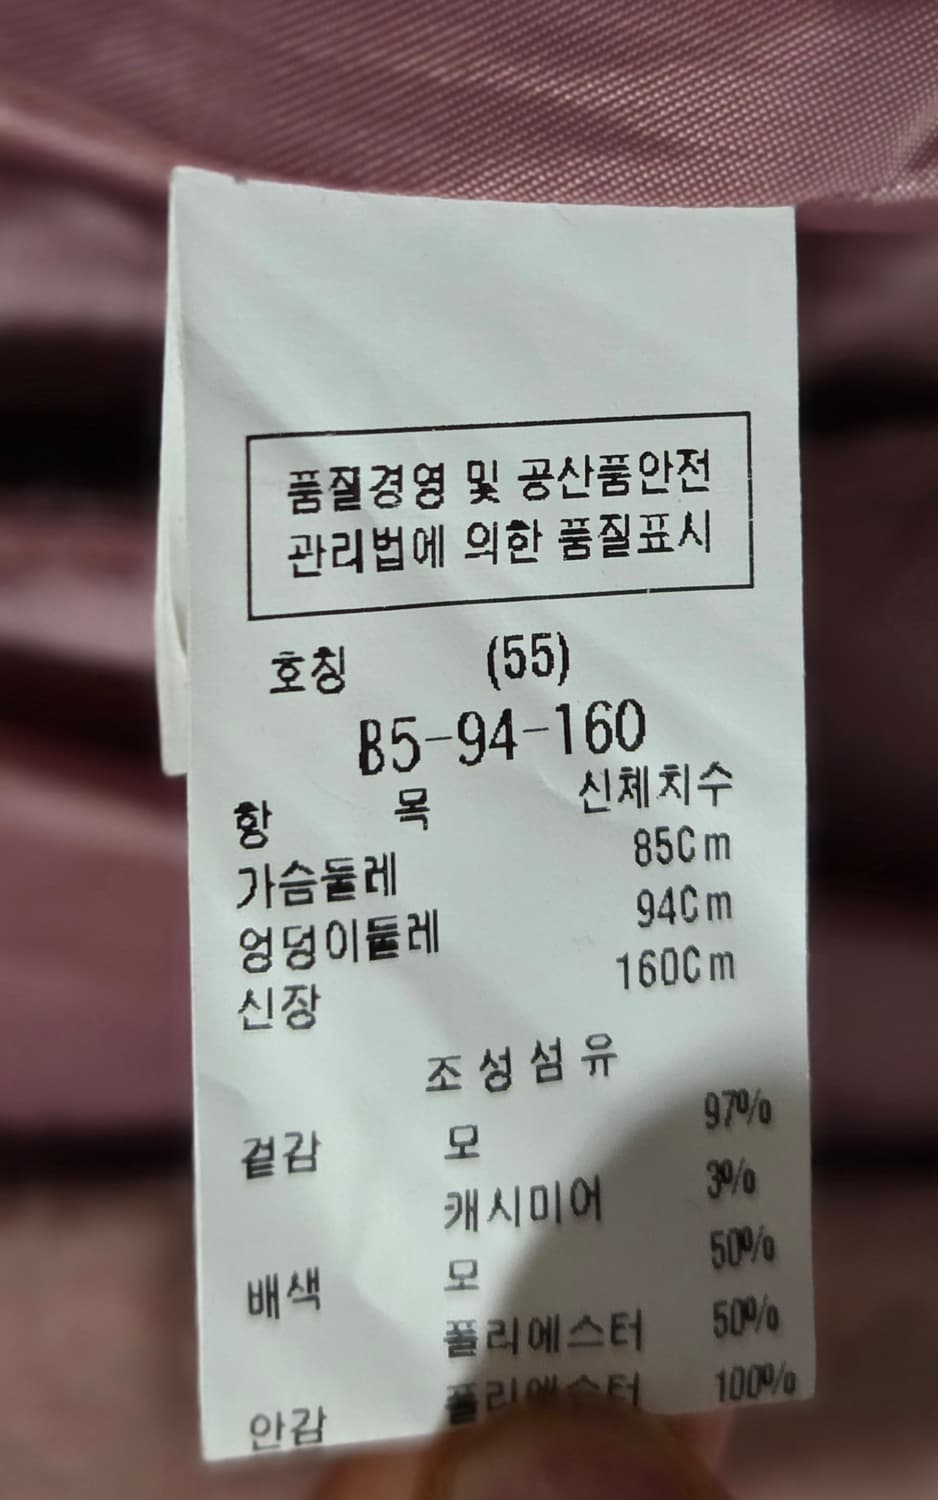 품질경영 및 공산품안전
관리법에 의한 품질표시
호칭 (55)
85-94-160
항 목 신체치수
가슴둘레 85Cm
엉덩이둘레 94Cm
신장 160Cm
조성섬유
겉감 모 97%
캐시미어 3%
배색 모 50%
폴리에스터 50%
안감 폴리에스터 100%